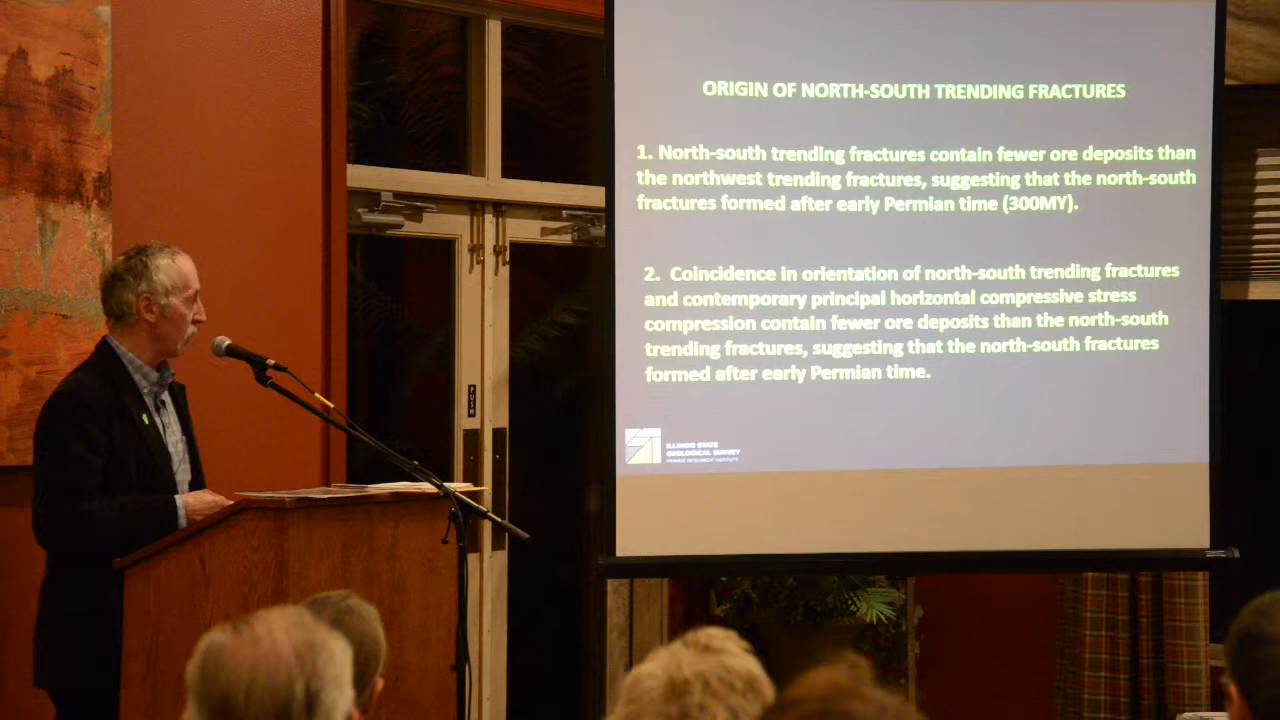 ORIGIN OF NORTH-SOUTH TRENDING FRACTURES
1. North-south trending fractures contain fewer ore deposits than
the northwest trending fractures, suggesting that the north-south
fractures formed after early Permian time (300MY).
2. Coincidence in orientation of north-south trending fractures
and contemporary principal horizontal compressive stress
compression contain fewer ore deposits than the north-south
trending fractures, suggesting that the north-south fractures
formed after early Permian time.
ILLINOIS STATE
GEOLOGICAL SURVEY
PRAIRIE RESEARCH INSTITUTE
PUSH